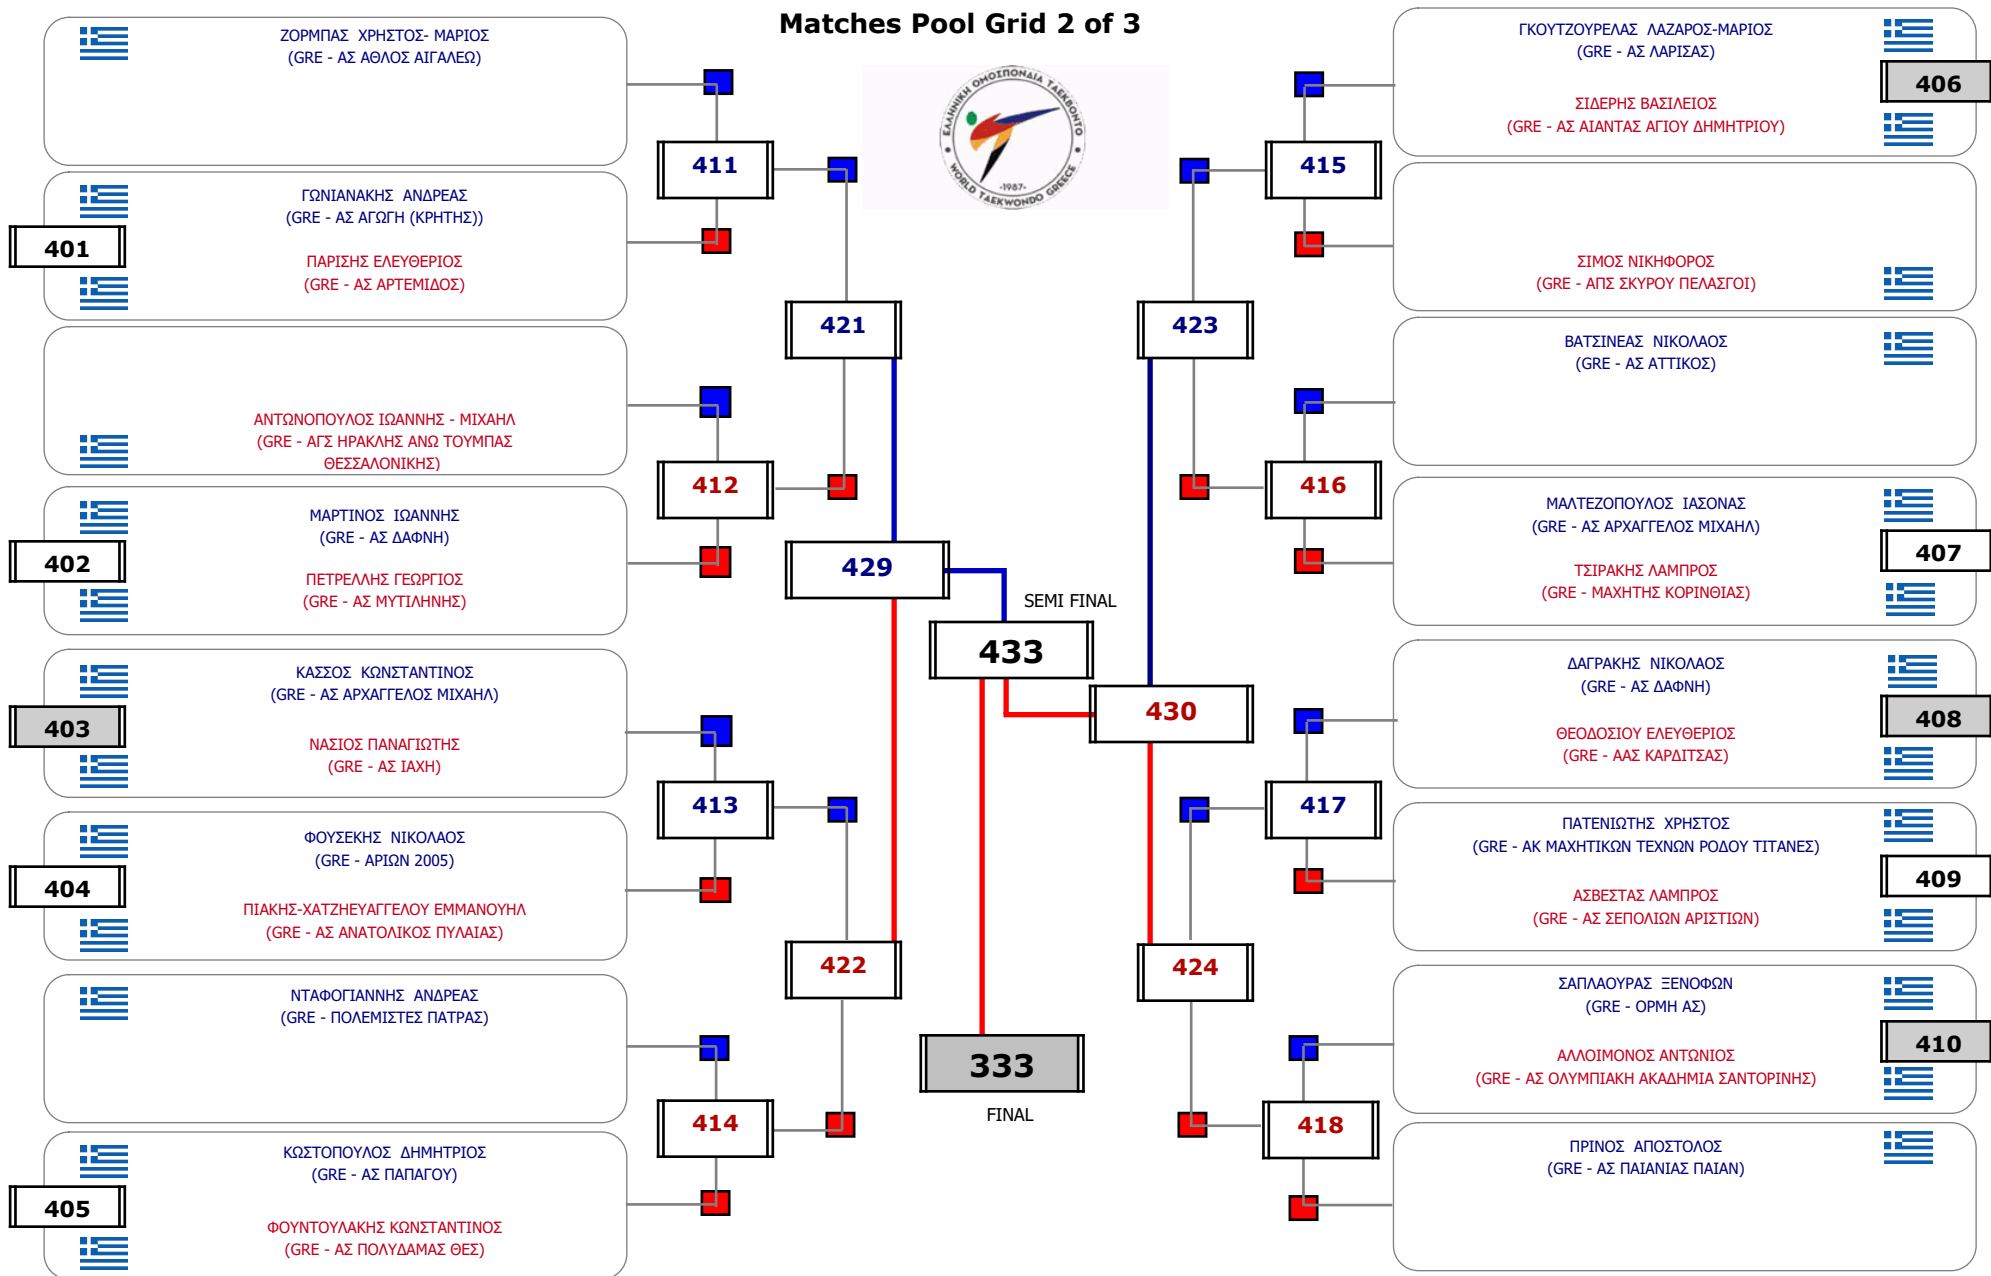 Matches Pool Grid 2 of 3
ΖΟΡΜΠΑΣ ΧΡΗΣΤΟΣ- ΜΑΡΙΟΣ
(GRE - ΑΣ ΑΘΛΟΣ ΑΙΓΑΛΕΩ)
401
ΓΩΝΙΑΝΑΚΗΣ ΑΝΔΡΕΑΣ
(GRE - ΑΣ ΑΓΩΓΗ (ΚΡΗΤΗΣ))
ΠΑΡΙΣΗΣ ΕΛΕΥΘΕΡΙΟΣ
(GRE - ΑΣ ΑΡΤΕΜΙΔΟΣ)
ΑΝΤΩΝΟΠΟΥΛΟΣ ΙΩΑΝΝΗΣ - ΜΙΧΑΗΛ
(GRE - ΑΓΣ ΗΡΑΚΛΗΣ ΑΝΩ ΤΟΥΜΠΑΣ
ΘΕΣΣΑΛΟΝΙΚΗΣ)
402
ΜΑΡΤΙΝΟΣ ΙΩΑΝΝΗΣ
(GRE - ΑΣ ΔΑΦΝΗ)
ΠΕΤΡΕΛΛΗΣ ΓΕΩΡΓΙΟΣ
(GRE - ΑΣ ΜΥΤΙΛΗΝΗΣ)
403
ΚΑΣΣΟΣ ΚΩΝΣΤΑΝΤΙΝΟΣ
(GRE - ΑΣ ΑΡΧΑΓΓΕΛΟΣ ΜΙΧΑΗΛ)
ΝΑΣΙΟΣ ΠΑΝΑΓΙΩΤΗΣ
(GRE - ΑΣ ΙΑΧΗ)
404
ΦΟΥΣΕΚΗΣ ΝΙΚΟΛΑΟΣ
(GRE - ΑΡΙΩΝ 2005)
ΠΙΑΚΗΣ-ΧΑΤΖΗΕΥΑΓΓΕΛΟΥ ΕΜΜΑΝΟΥΗΛ
(GRE - ΑΣ ΑΝΑΤΟΛΙΚΟΣ ΠΥΛΑΙΑΣ)
ΝΤΑΦΟΓΙΑΝΝΗΣ ΑΝΔΡΕΑΣ
(GRE - ΠΟΛΕΜΙΣΤΕΣ ΠΑΤΡΑΣ)
405
ΚΩΣΤΟΠΟΥΛΟΣ ΔΗΜΗΤΡΙΟΣ
(GRE - ΑΣ ΠΑΠΑΓΟΥ)
ΦΟΥΝΤΟΥΛΑΚΗΣ ΚΩΝΣΤΑΝΤΙΝΟΣ
(GRE - ΑΣ ΠΟΛΥΔΑΜΑΣ ΘΕΣ)
411
412
413
414
421
422
ΕΛΛΗΝΙΚΗ ΟΜΟΣΠΟΝΔΙΑ ΤΑΕΚΒΟΝΤΟ
-1987-
WORLD TAEKWONDO GREECE
429
SEMI FINAL
433
430
333
FINAL
423
424
415
416
417
418
ΓΚΟΥΤΖΟΥΡΕΛΑΣ ΛΑΖΑΡΟΣ-ΜΑΡΙΟΣ
(GRE - ΑΣ ΛΑΡΙΣΑΣ)
406
ΣΙΔΕΡΗΣ ΒΑΣΙΛΕΙΟΣ
(GRE - ΑΣ ΑΙΑΝΤΑΣ ΑΓΙΟΥ ΔΗΜΗΤΡΙΟΥ)
ΣΙΜΟΣ ΝΙΚΗΦΟΡΟΣ
(GRE - ΑΠΣ ΣΚΥΡΟΥ ΠΕΛΑΣΓΟΙ)
ΒΑΤΣΙΝΕΑΣ ΝΙΚΟΛΑΟΣ
(GRE - ΑΣ ΑΤΤΙΚΟΣ)
ΜΑΛΤΕΖΟΠΟΥΛΟΣ ΙΑΣΟΝΑΣ
(GRE - ΑΣ ΑΡΧΑΓΓΕΛΟΣ ΜΙΧΑΗΛ)
407
ΤΣΙΡΑΚΗΣ ΛΑΜΠΡΟΣ
(GRE - ΜΑΧΗΤΗΣ ΚΟΡΙΝΘΙΑΣ)
ΔΑΓΡΑΚΗΣ ΝΙΚΟΛΑΟΣ
(GRE - ΑΣ ΔΑΦΝΗ)
408
ΘΕΟΔΟΣΙΟΥ ΕΛΕΥΘΕΡΙΟΣ
(GRE - ΑΑΣ ΚΑΡΔΙΤΣΑΣ)
ΠΑΤΕΝΙΩΤΗΣ ΧΡΗΣΤΟΣ
(GRE - ΑΚ ΜΑΧΗΤΙΚΩΝ ΤΕΧΝΩΝ ΡΟΔΟΥ ΤΙΤΑΝΕΣ)
409
ΑΣΒΕΣΤΑΣ ΛΑΜΠΡΟΣ
(GRE - ΑΣ ΣΕΠΟΛΙΩΝ ΑΡΙΣΤΙΩΝ)
ΣΑΠΛΑΟΥΡΑΣ ΞΕΝΟΦΩΝ
(GRE - ΟΡΜΗ ΑΣ)
410
ΑΛΛΟΙΜΟΝΟΣ ΑΝΤΩΝΙΟΣ
(GRE - ΑΣ ΟΛΥΜΠΙΑΚΗ ΑΚΑΔΗΜΙΑ ΣΑΝΤΟΡΙΝΗΣ)
ΠΡΙΝΟΣ ΑΠΟΣΤΟΛΟΣ
(GRE - ΑΣ ΠΑΙΑΝΙΑΣ ΠΑΙΑΝ)